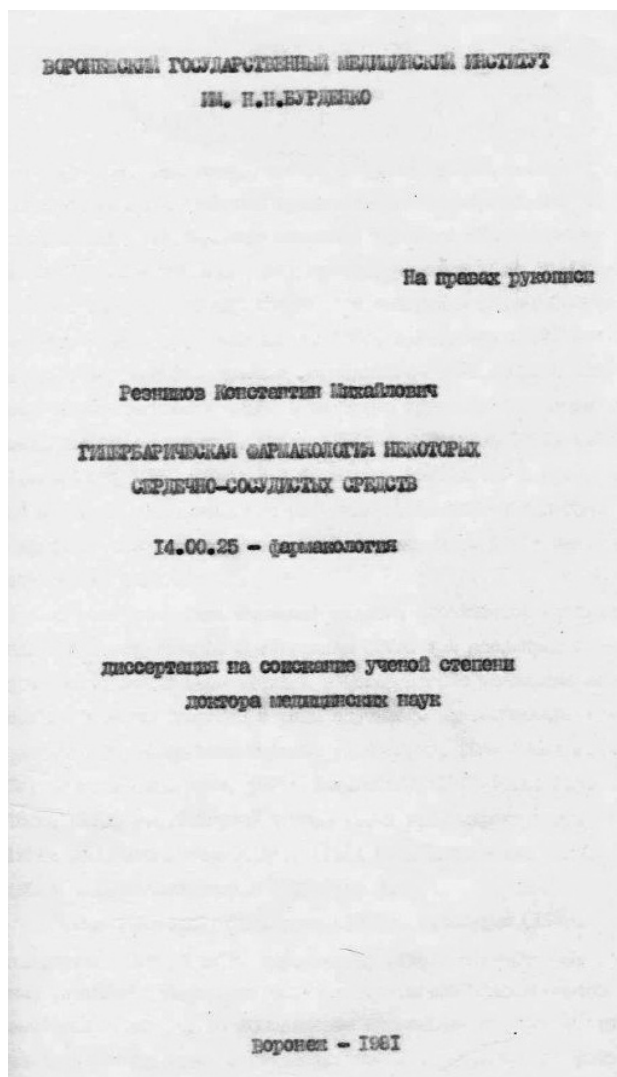 ВОРОНЕЖСКИЙ ГОСУДАРСТВЕННЫЙ МЕДИЦИНСКИЙ ИНСТИТУТ
ИМ. Н.Н.БУРДЕНКО
На правах рукописи
Резников Константин Михайлович
ГИПЕРБАРИЧЕСКАЯ ФАРМАКОЛОГИЯ НЕКОТОРЫХ
СЕРДЕЧНО-СОСУДИСТЫХ СРЕДСТВ
14.00.25 - фармакология
диссертация на соискание ученой степени
доктора медицинских наук
Воронеж - 1981